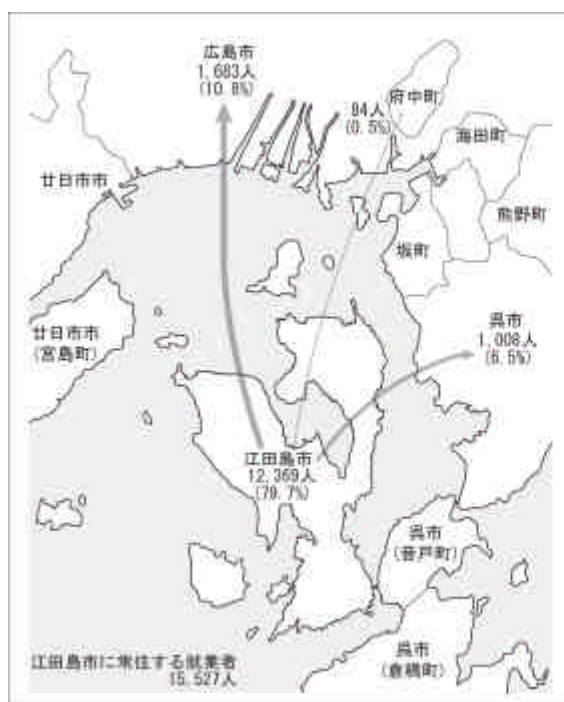 広島市
1,683人
(10.8%)
84人
(0.5%)
府中町
海田町
熊野町
坂町
廿日市市
廿日市市
(宮島町)
呉市
1,008人
(6.5%)
江田島市
12,369人
(79.7%)
呉市
(音戸町)
呉市
(倉橋町)
江田島市に常住する就業者
15,527人